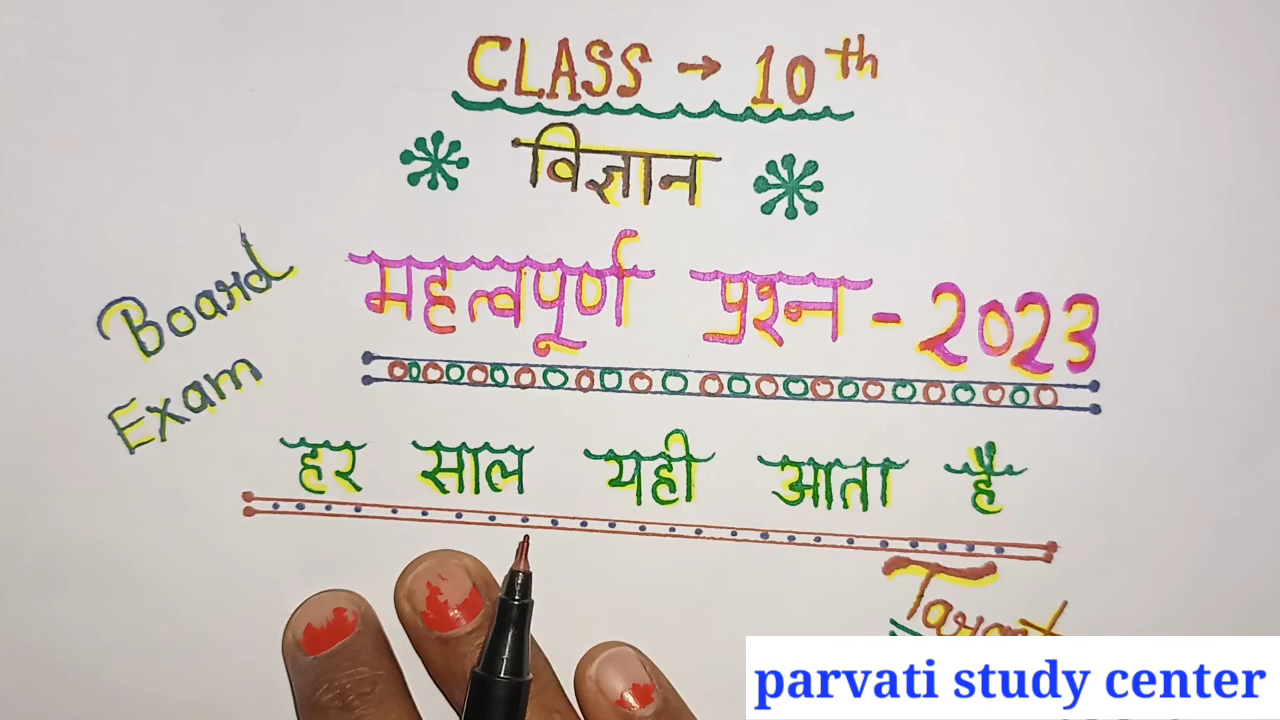 CLASS → 10th
विज्ञान
महत्वपूर्ण प्रश्न - 2023
Board
Exam
हर साल यही आता है
parvati study center